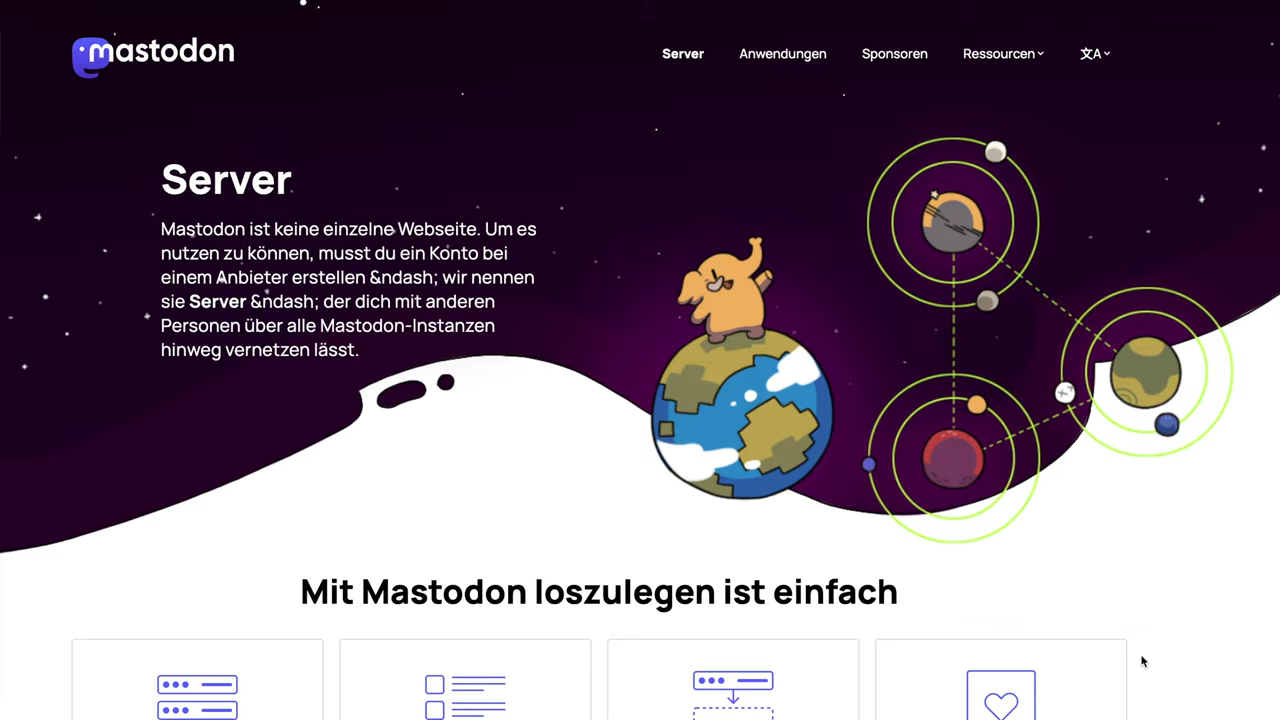 mastodon
Server
Anwendungen
Sponsoren
Ressourcen
文A
Server
Mastodon ist keine einzelne Webseite. Um es
nutzen zu können, musst du ein Konto bei
einem Anbieter erstellen &ndash; wir nennen
sie Server &ndash; der dich mit anderen
Personen über alle Mastodon-Instanzen
hinweg vernetzen lässt.
Mit Mastodon loszulegen ist einfach